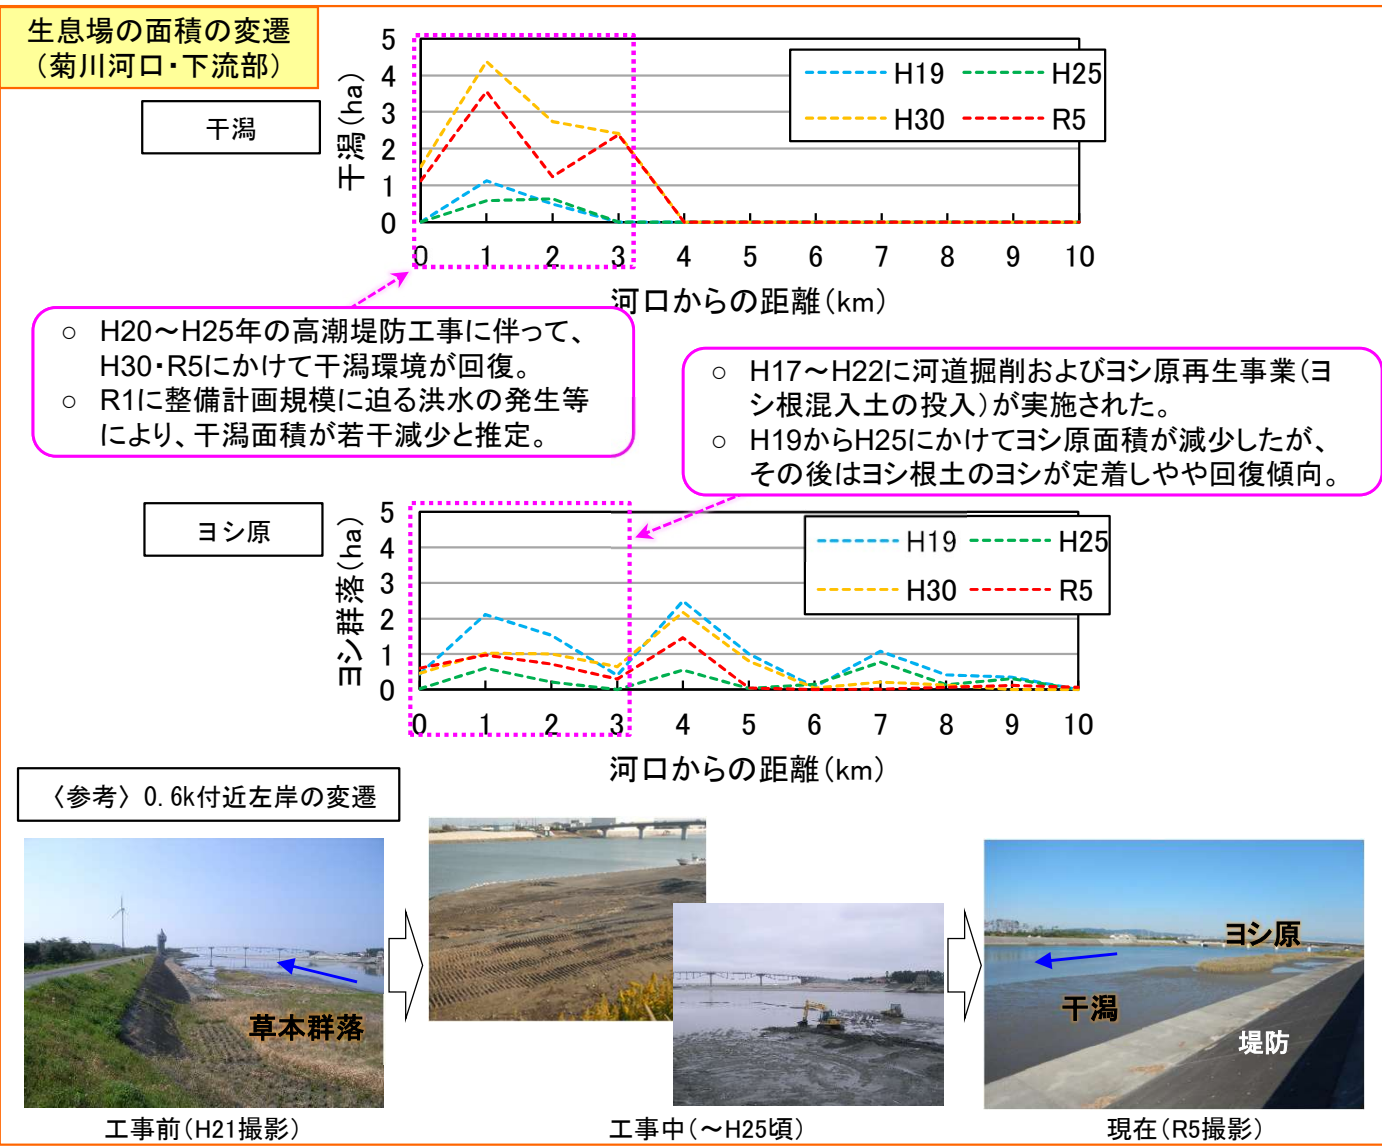 生息場の面積の変遷
（菊川河口・下流部）
干潟
干潟（ha）
5
4
3
2
1
0
H19 H25
H30 R5
0 1 2 3 4 5 6 7 8 9 10
河口からの距離（km）
○ H20～H25年の高潮堤防工事に伴って、
H30・R5にかけて干潟環境が回復。
○ R1に整備計画規模に迫る洪水の発生等
により、干潟面積が若干減少と推定。
○ H17～H22に河道掘削およびヨシ原再生事業（ヨ
シ根混入土の投入）が実施された。
○ H19からH25にかけてヨシ原面積が減少したが、
その後はヨシ根土のヨシが定着しやや回復傾向。
ヨシ原
ヨシ群落（ha）
5
4
3
2
1
0
H19 H25
H30 R5
0 1 2 3 4 5 6 7 8 9 10
河口からの距離（km）
〈参考〉0.6k付近左岸の変遷
草本群落
ヨシ原
干潟
堤防
工事前（H21撮影）
工事中（～H25頃）
現在（R5撮影）